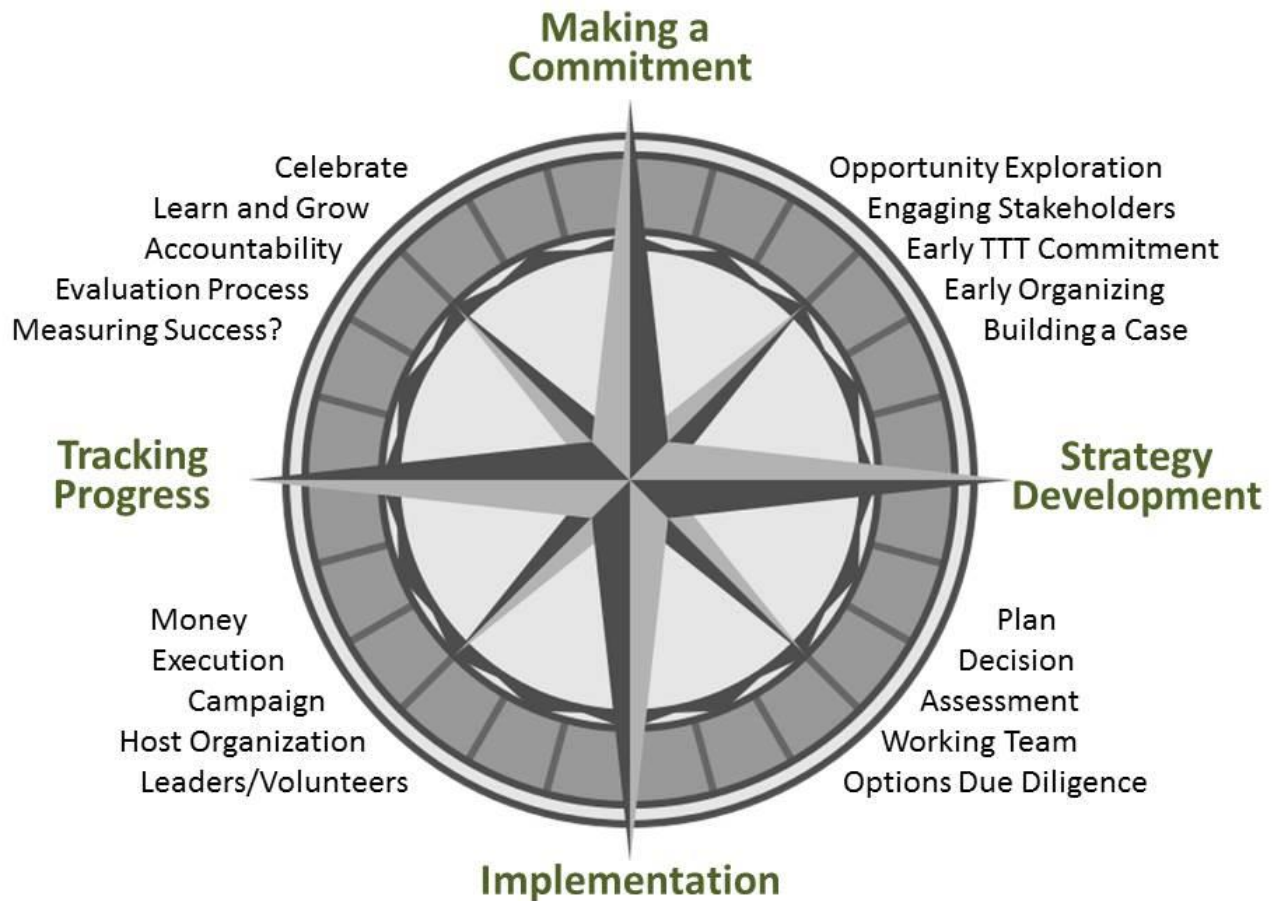 Making a
Commitment
Celebrate
Learn and Grow
Accountability
Evaluation Process
Measuring Success?
Opportunity Exploration
Engaging Stakeholders
Early TTT Commitment
Early Organizing
Building a Case
Tracking
Progress
Strategy
Development
Money
Execution
Campaign
Host Organization
Leaders/Volunteers
Plan
Decision
Assessment
Working Team
Options Due Diligence
Implementation